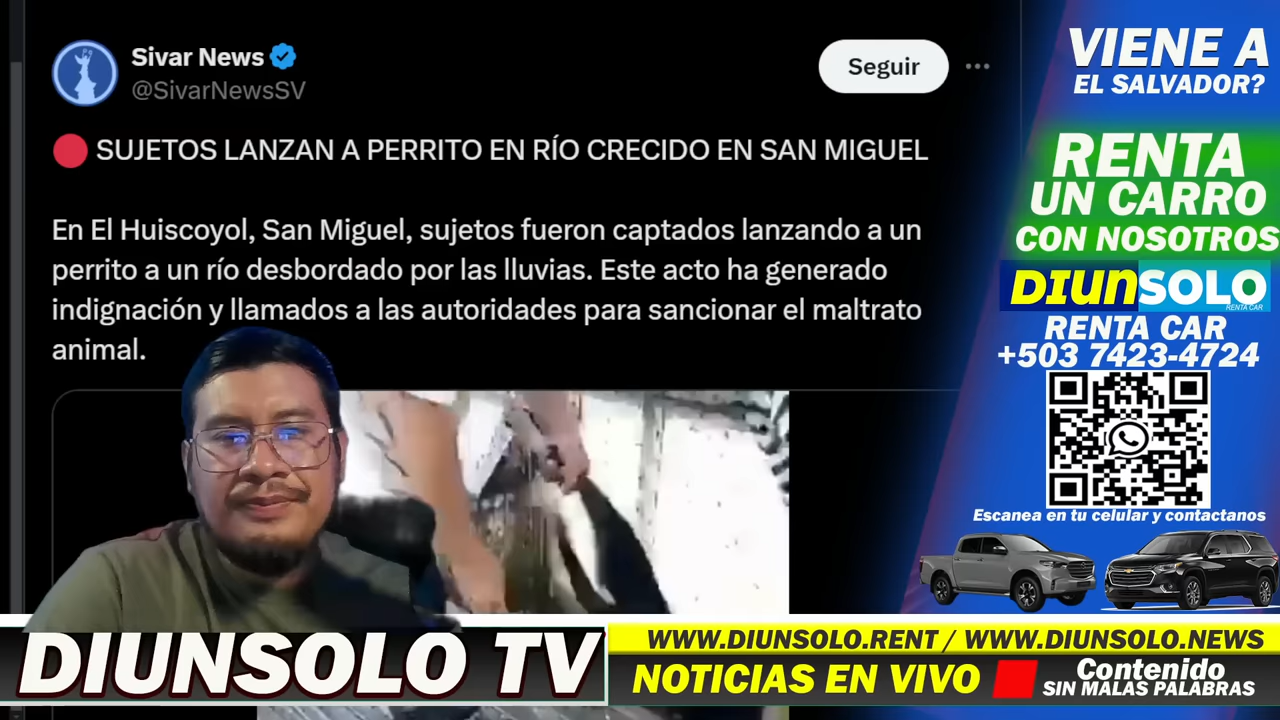 Sivar News
@SivarNewsSV
Seguir
SUJETOS LANZAN A PERRITO EN RÍO CRECIDO EN SAN MIGUEL
En El Huiscoyol, San Miguel, sujetos fueron captados lanzando a un
perrito a un río desbordado por las lluvias. Este acto ha generado
indignación y llamados a las autoridades para sancionar el maltrato
animal.
VIENE A
EL SALVADOR?
RENTA
UN CARRO
CON NOSOTROS
DIUNSOLO
RENTA CAR
RENTA CAR
+503 7423-4724
Escanea en tu celular y contactanos
DIUNSOLO TV
WWW.DIUNSOLO.RENT / WWW.DIUNSOLO.NEWS
NOTICIAS EN VIVO
Contenido
SIN MALAS PALABRAS